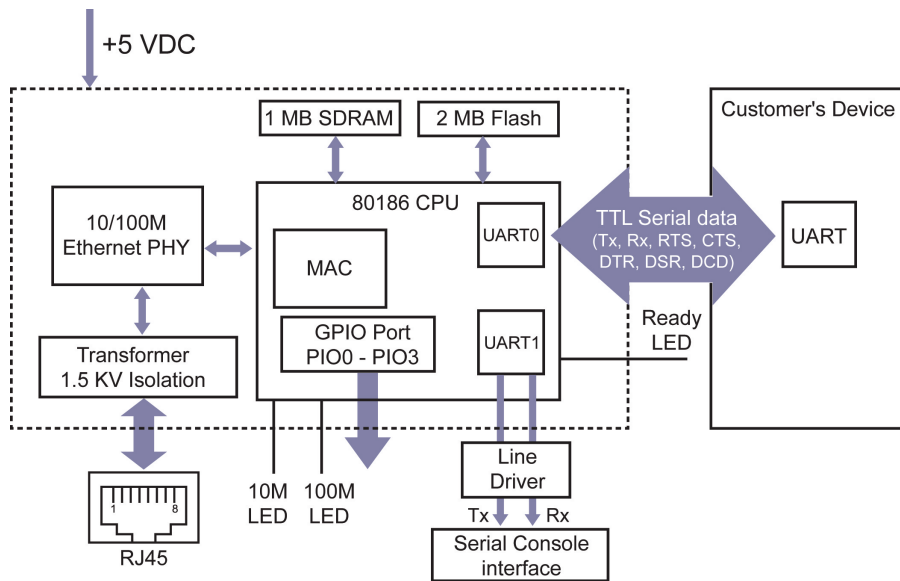 +5 VDC
1 MB SDRAM
2 MB Flash
Customer's Device
80186 CPU
10/100M
Ethernet PHY
MAC
UART0
TTL Serial data
(Tx, Rx, RTS, CTS,
DTR, DSR, DCD)
UART
GPIO Port
PIO0 - PIO3
UART1
Ready
LED
Transformer
1.5 KV Isolation
Line
Driver
10M
LED
100M
LED
1
8
RJ45
Tx
Rx
Serial Console
interface